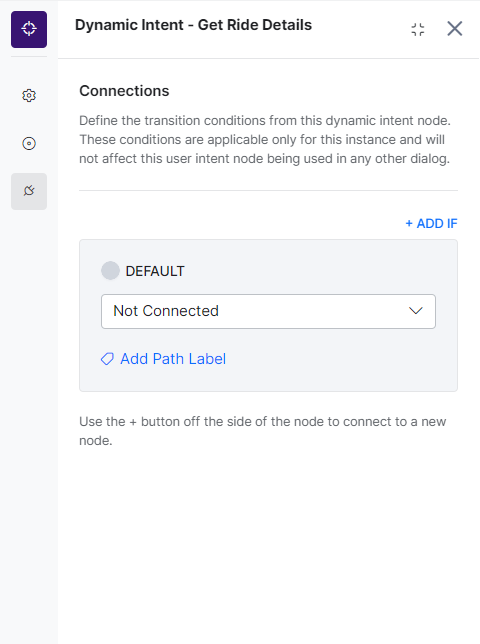 Dynamic Intent - Get Ride Details
Connections
Define the transition conditions from this dynamic intent node.
These conditions are applicable only for this instance and will
not affect this user intent node being used in any other dialog.
+ ADD IF
DEFAULT
Not Connected
Add Path Label
Use the + button off the side of the node to connect to a new
node.